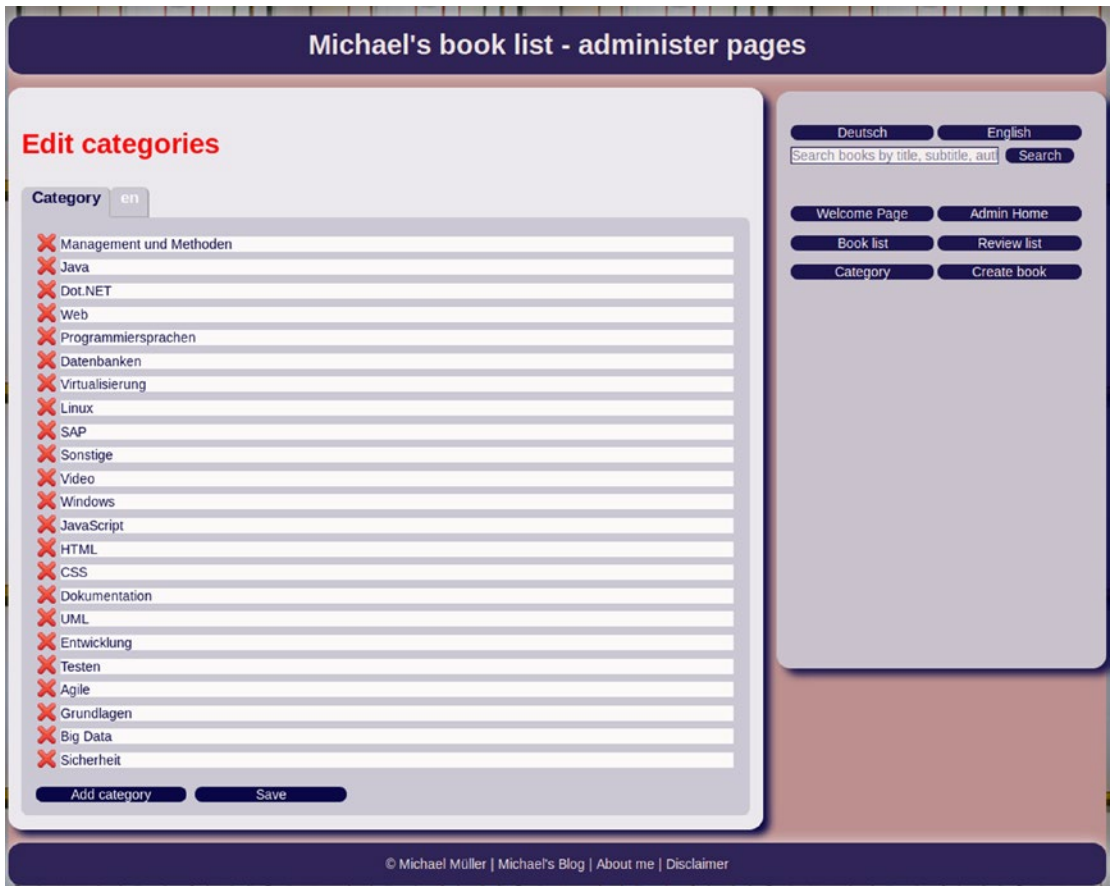 Michael's book list - administer pages
Edit categories
Category en
Management und Methoden
Java
Dot.NET
Web
Programmiersprachen
Datenbanken
Virtualisierung
Linux
SAP
Sonstige
Video
Windows
JavaScript
HTML
CSS
Dokumentation
UML
Entwicklung
Testen
Agile
Grundlagen
Big Data
Sicherheit
Add category Save
Deutsch English
Search books by title, subtitle, Search
Welcome Page Admin Home
Book list Review list
Category Create book
© Michael Müller | Michael's Blog | About me | Disclaimer